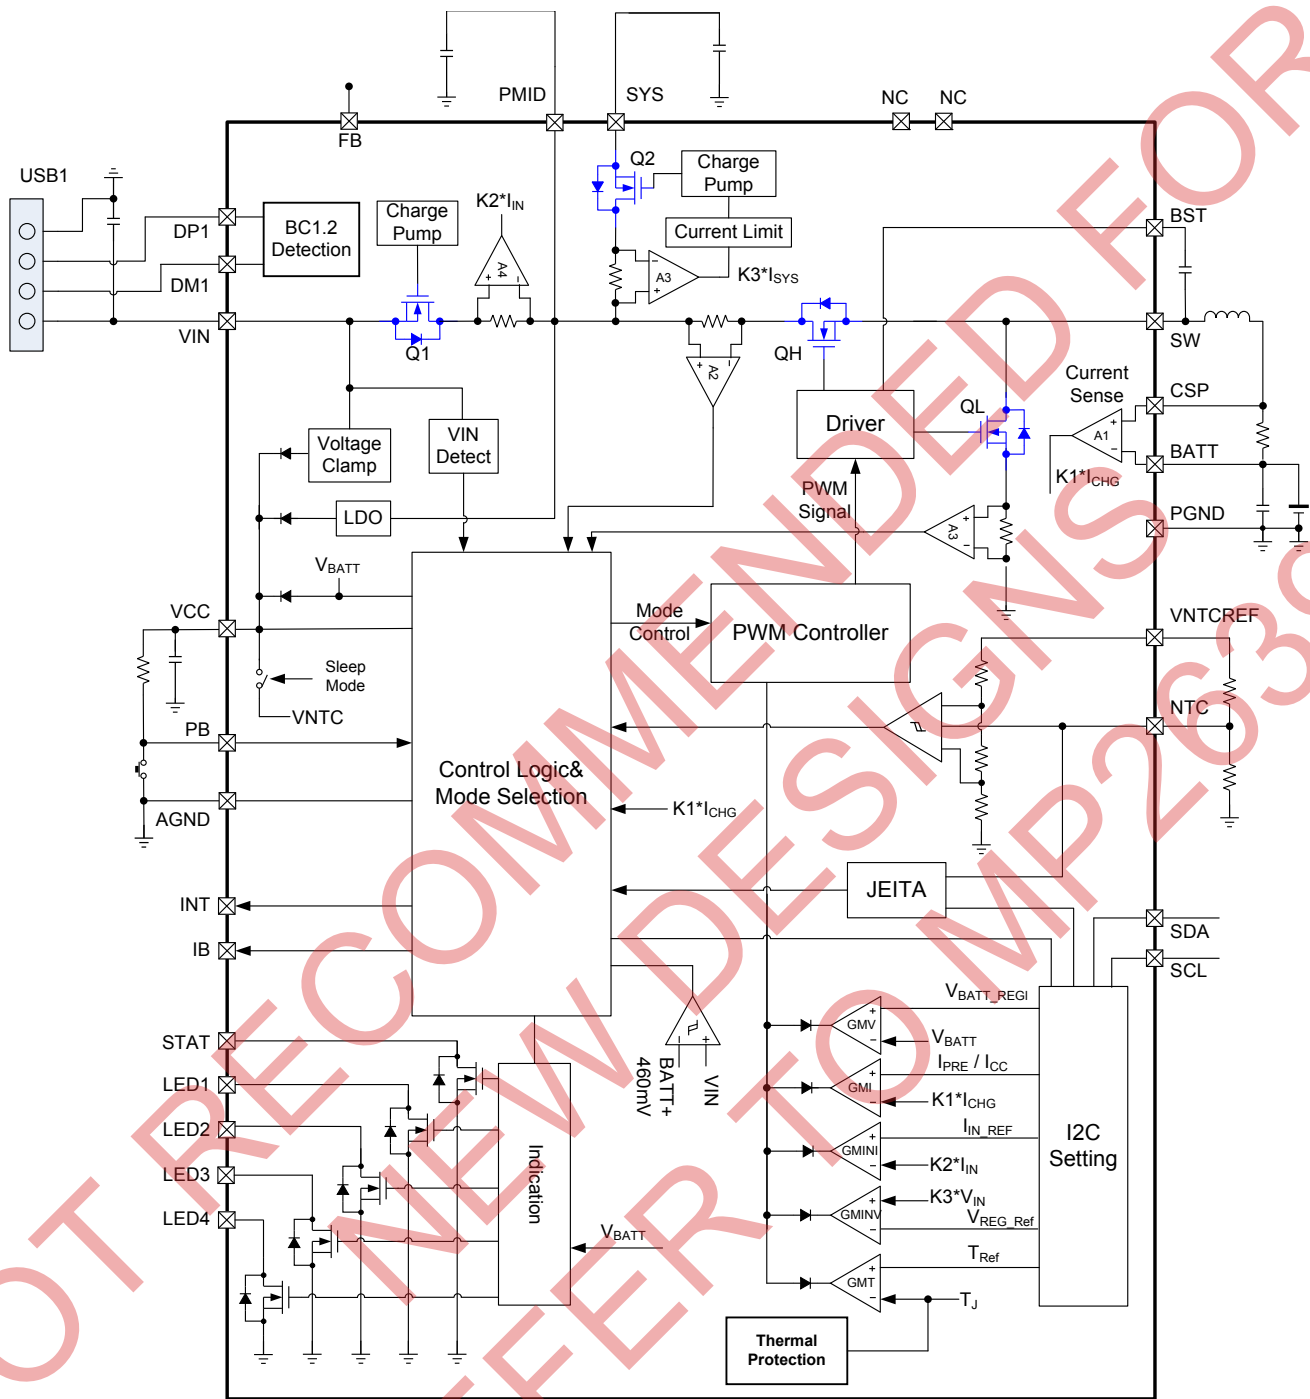 PMID
SYS
NC
NC
FB
USB1
Q2
Charge
Pump
BST
DP1
BC1.2
Detection
Charge
Pump
K2*IIN
Current Limit
DM1
A4
A3
K3*ISYS
VIN
Q1
QH
SW
A2
Current
Sense
CSP
Voltage
Clamp
VIN
Detect
Driver
QL
A1
BATT
K1*ICHG
PWM
Signal
LDO
A3
PGND
VBATT
VCC
Mode
Control
PWM Controller
VNTCREF
Sleep
Mode
VNTC
NTC
PB
Control Logic&
Mode Selection
K1*ICHG
AGND
JEITA
INT
SDA
IB
SCL
VBATT_REGI
STAT
GMV
VBATT
IPRE / ICC
LED1
BATT+
460mV
VIN
GMI
K1*ICHG
IIN_REF
LED2
I2C
Setting
GMINI
K2*IIN
LED3
Indication
K3*VIN
GMINV
VREG_Ref
LED4
VBATT
TRef
GMT
TJ
Thermal
Protection
OT RECOMMENDED FOR
NEW DESIGNS
EFER TO MP2639